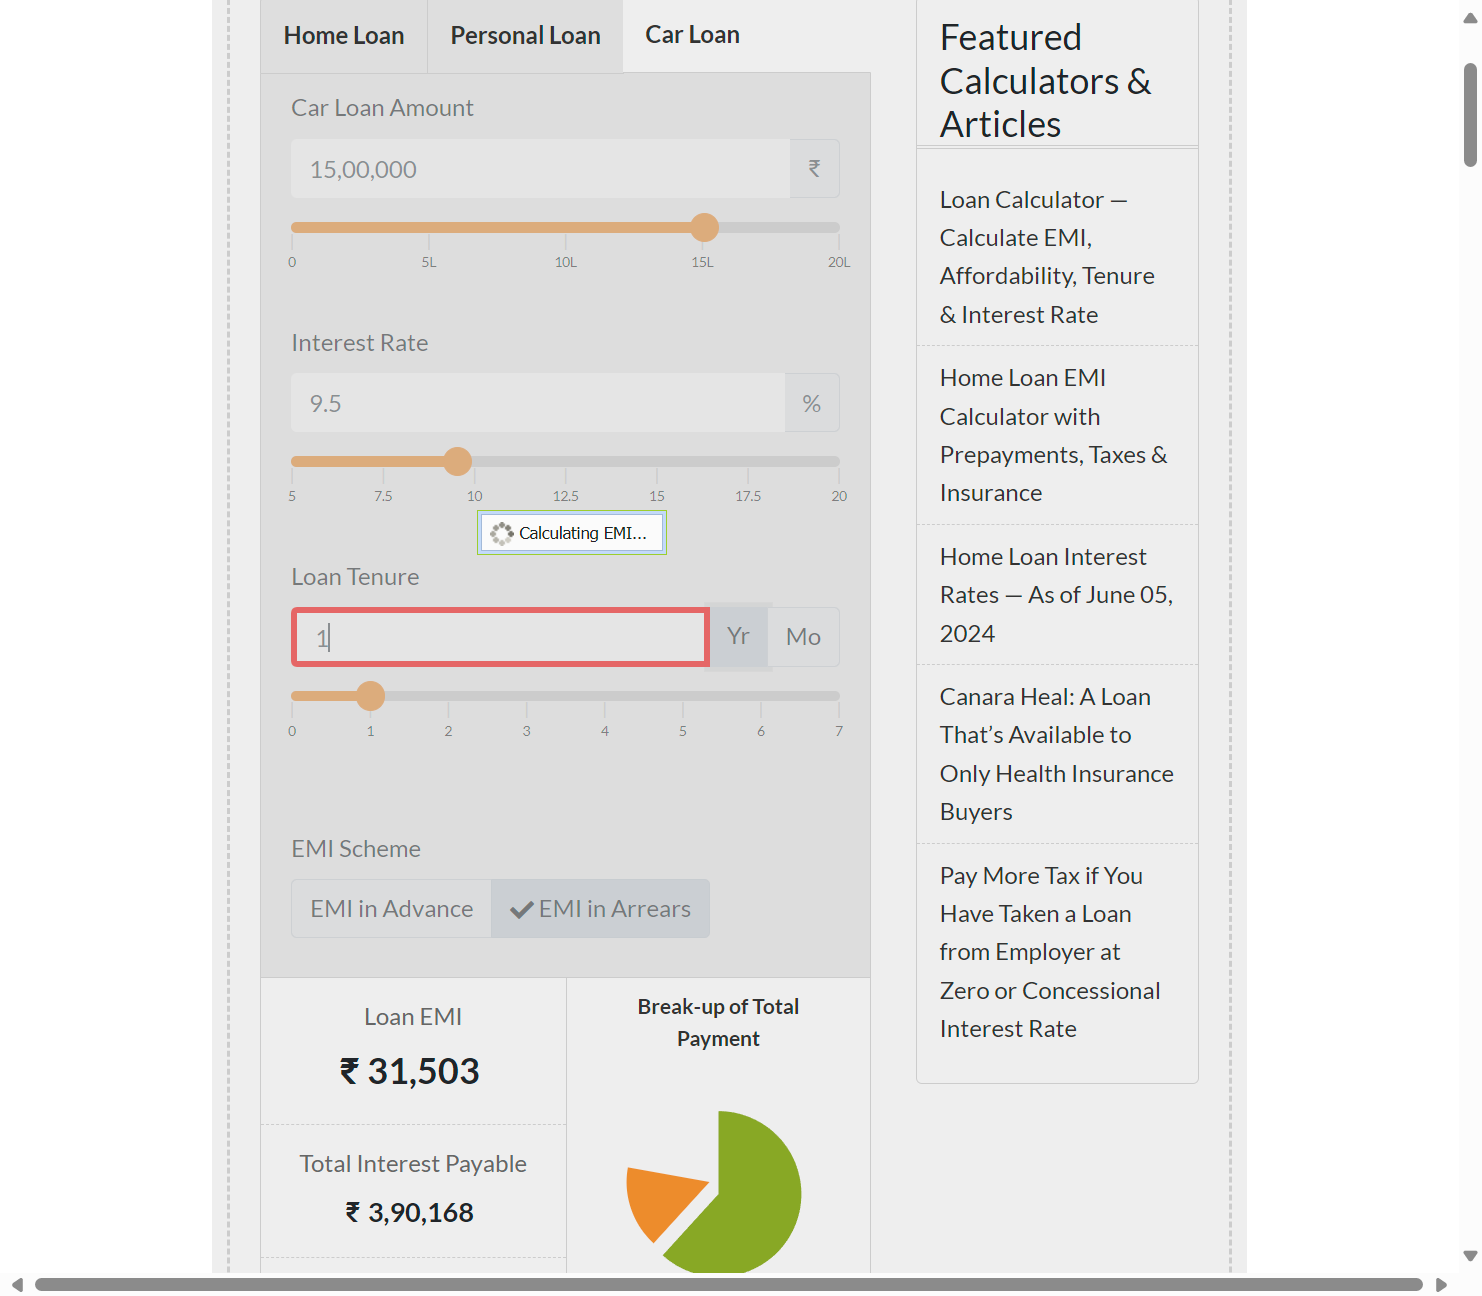 Home Loan
Personal Loan
Car Loan
Car Loan Amount
15,00,000
₹
0
5L
10L
15L
20L
Interest Rate
9.5
%
5
7.5
10
12.5
15
17.5
20
Calculating EMI...
Loan Tenure
1
Yr
Mo
0
1
2
3
4
5
6
7
EMI Scheme
EMI in Advance
EMI in Arrears
Loan EMI
₹ 31,503
Total Interest Payable
₹ 3,90,168
Break-up of Total
Payment
Featured
Calculators &
Articles
Loan Calculator —
Calculate EMI,
Affordability, Tenure
& Interest Rate
Home Loan EMI
Calculator with
Prepayments, Taxes &
Insurance
Home Loan Interest
Rates — As of June 05,
2024
Canara Heal: A Loan
That’s Available to
Only Health Insurance
Buyers
Pay More Tax if You
Have Taken a Loan
from Employer at
Zero or Concessional
Interest Rate